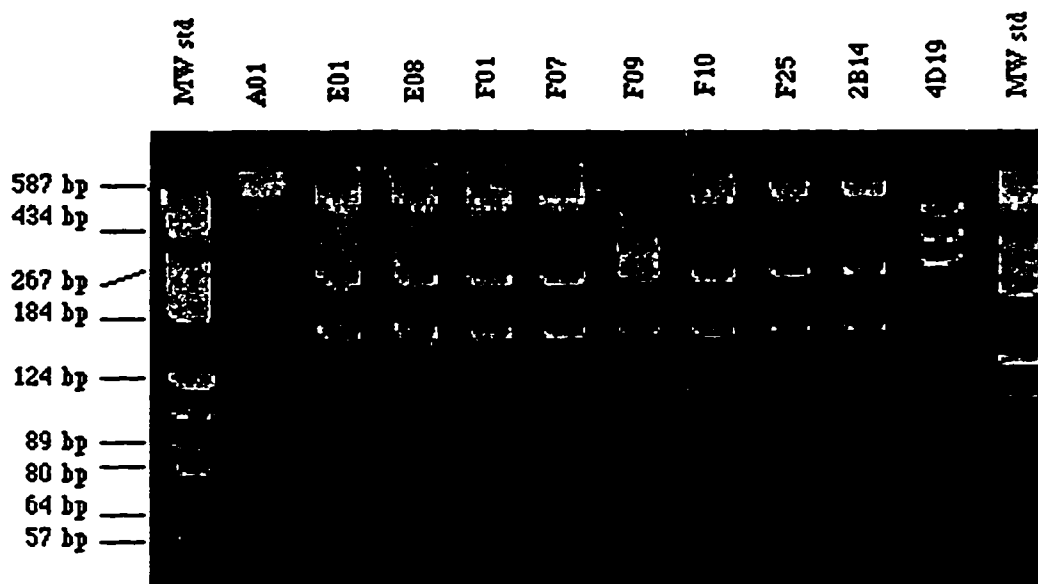 MW std
A01
E01
E08
F01
F07
F09
F10
F25
2B14
4D19
MW std
587 bp
434 bp
267 bp
184 bp
124 bp
89 bp
80 bp
64 bp
57 bp